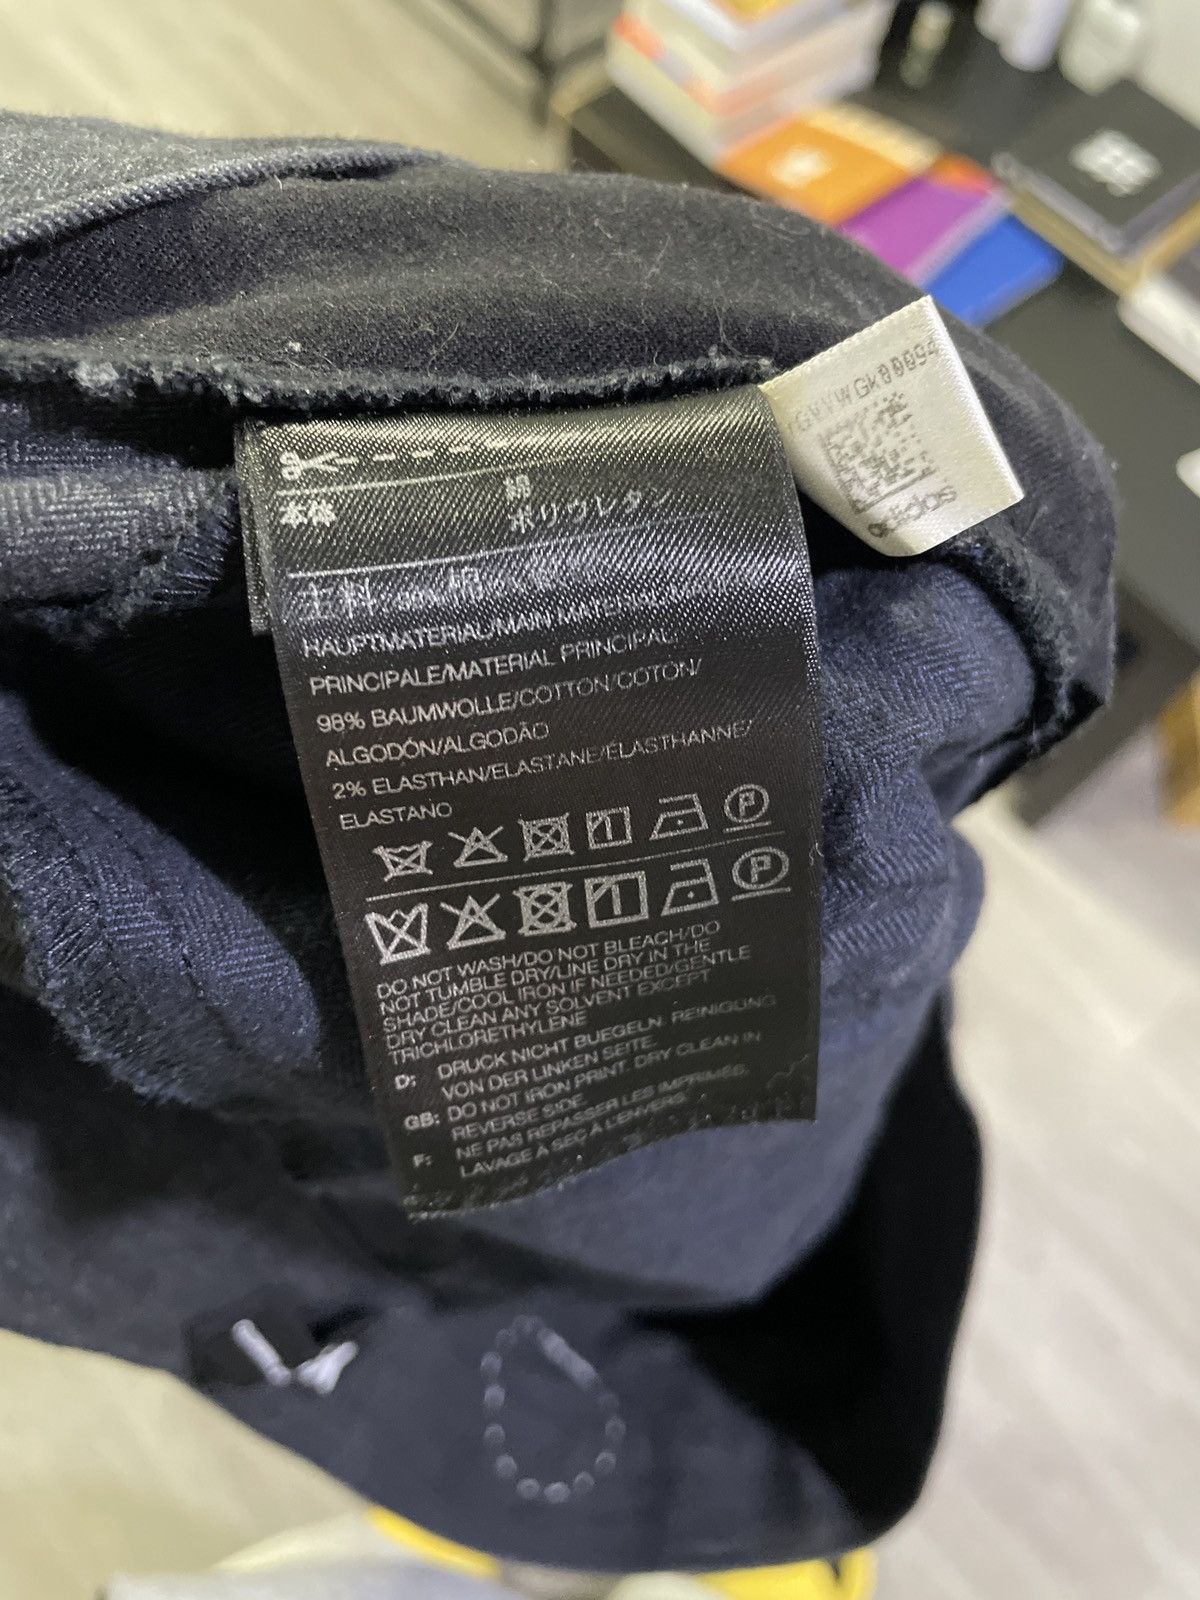 本体 綿
ポリウレタン
主料
HAUPTMATERIAL/MAIN MATERIAL
PRINCIPALE/MATERIAL PRINCIPAL:
98% BAUMWOLLE/COTTON/COTON/
ALGODÓN/ALGODÃO
2% ELASTHAN/ELASTANE/ÉLASTHANNE/
ELASTANO
DO NOT WASH/DO NOT BLEACH/DO
NOT TUMBLE DRY/LINE DRY IN THE
SHADE/COOL IRON IF NEEDED/GENTLE
DRY CLEAN ANY SOLVENT EXCEPT
TRICHLORETHYLENE
D: DRUCK NICHT BUEGELN. REINIGUNG
VON DER LINKEN SEITE.
GB: DO NOT IRON PRINT. DRY CLEAN IN
REVERSE SIDE.
F: NE PAS REPASSER LES IMPRIMÉS.
LAVAGE À SEC À L'ENVERS.
adidas